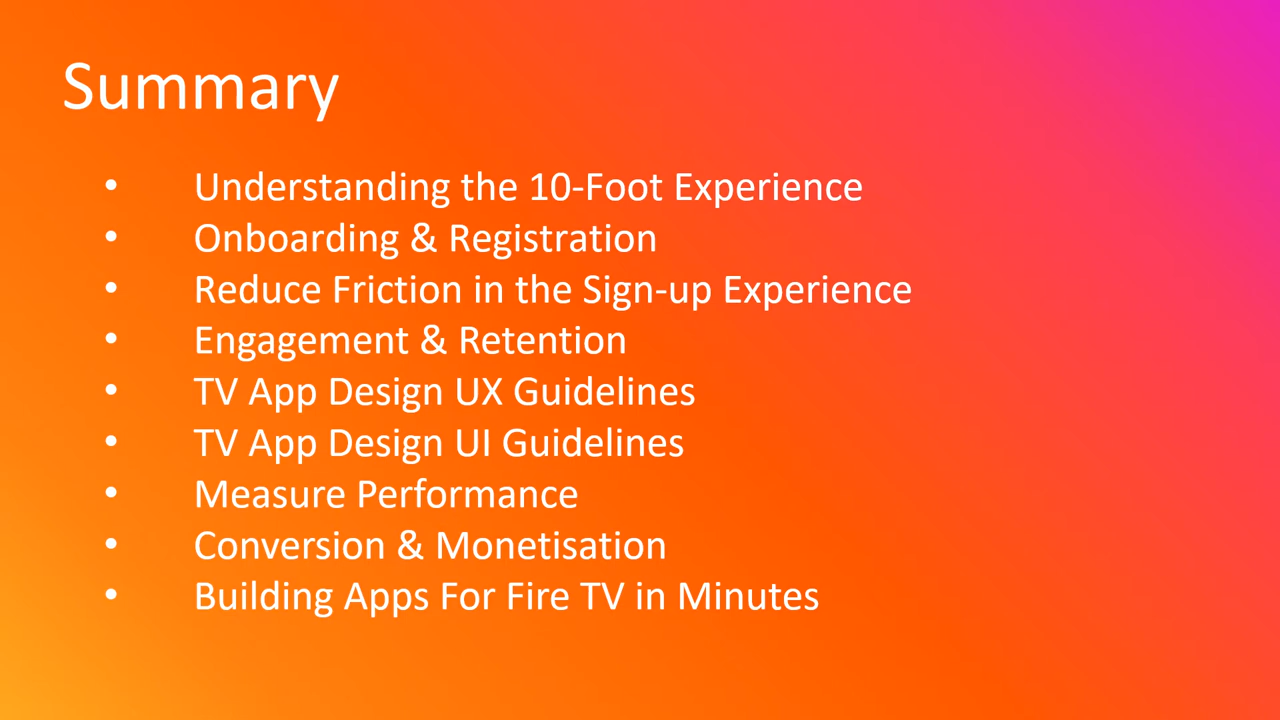 Summary
• Understanding the 10-Foot Experience
• Onboarding & Registration
• Reduce Friction in the Sign-up Experience
• Engagement & Retention
• TV App Design UX Guidelines
• TV App Design UI Guidelines
• Measure Performance
• Conversion & Monetisation
• Building Apps For Fire TV in Minutes